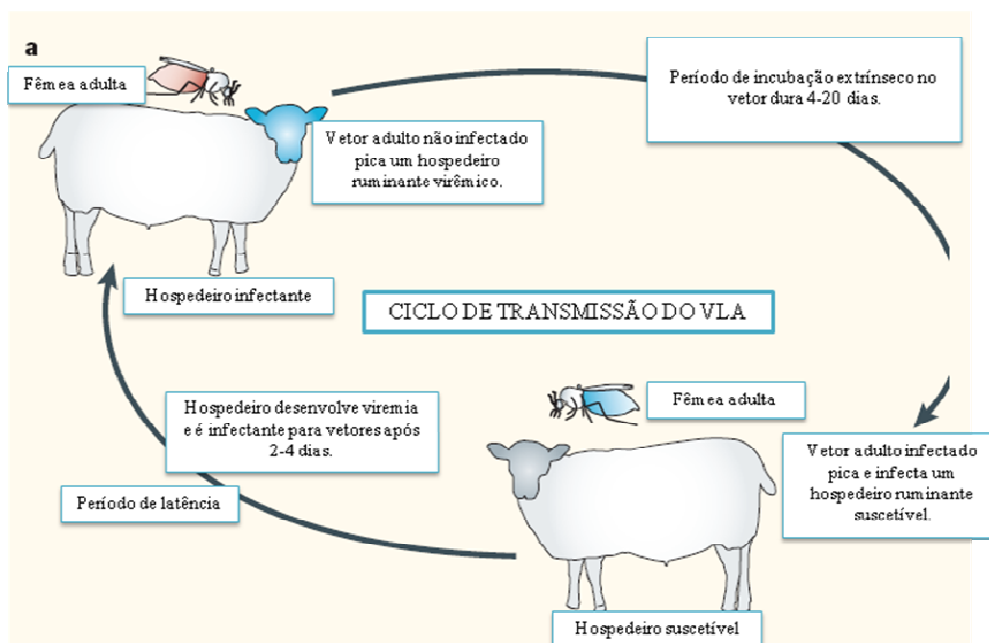 a
Fêmea adulta
Vetor adulto não infectado
pica um hospedeiro
ruminante virêmico.
Período de incubação extrínseco no
vetor dura 4-20 dias.
Hospedeiro infectante
CICLO DE TRANSMISSÃO DO VLA
Fêmea adulta
Hospedeiro desenvolve viremia
e é infectante para vetores após
2-4 dias.
Vetor adulto infectado
pica e infecta um
hospedeiro ruminante
suscetível.
Período de latência
Hospedeiro suscetível